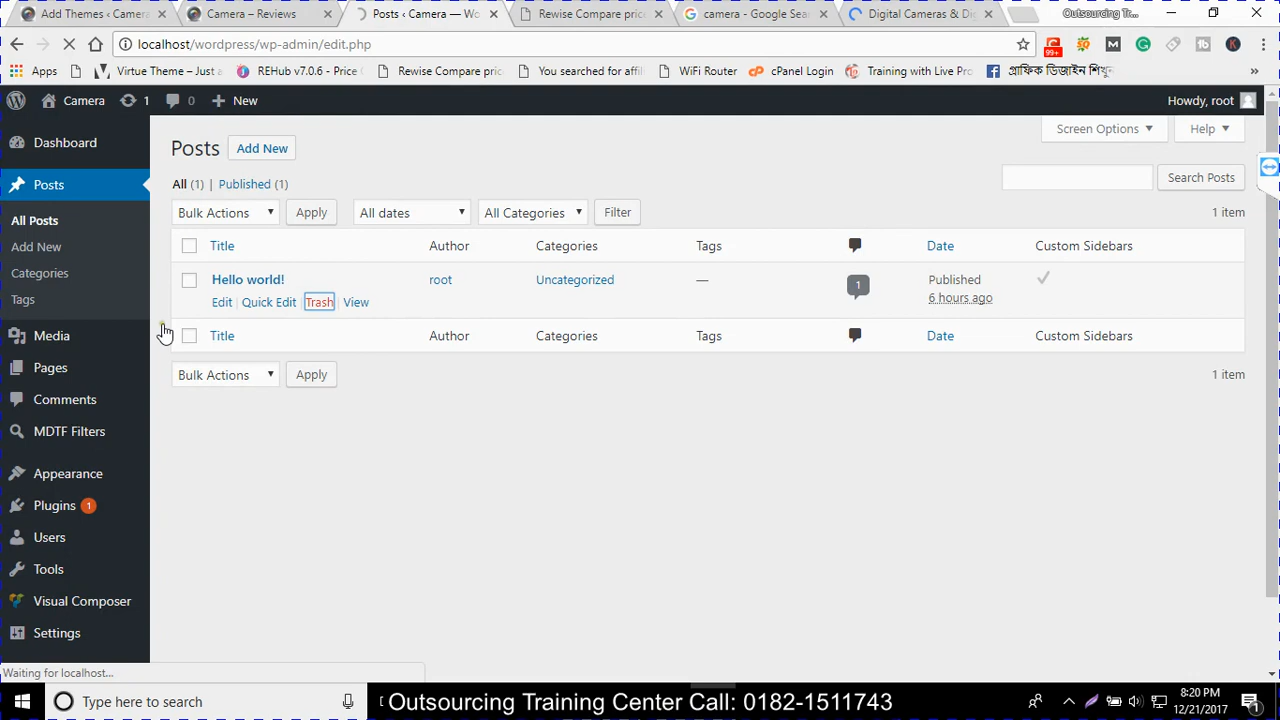 Add Themes ‹ Camera
Camera – Reviews
Posts ‹ Camera — Wo
Rewise Compare price
camera - Google Sear
Digital Cameras & Di
Outsourcing Tr...
localhost/wordpress/wp-admin/edit.php
99+
Apps
Virtue Theme – Just a
REHub v7.0.6 -
Rewise Compare pric
You searched for affil
WiFi Router
cPanel Login
Training with Live Pro
গ্রাফিক ডিজাইন শিখুন
Camera
1
0
New
Howdy, root
Dashboard
Posts
All Posts
Add New
Categories
Tags
Media
Pages
Comments
MDTF Filters
Appearance
Plugins 1
Users
Tools
Visual Composer
Settings
Screen Options
Help
Posts
Add New
All (1) | Published (1)
Search Posts
Bulk Actions
Apply
All dates
All Categories
Filter
1 item
Title
Author
Categories
Tags
Date
Custom Sidebars
Hello world!
root
Uncategorized
—
1
Published
6 hours ago
Edit | Quick Edit | Trash | View
Title
Author
Categories
Tags
Date
Custom Sidebars
Bulk Actions
Apply
1 item
Waiting for localhost...
Type here to search
Outsourcing Training Center Call: 0182-1511743
8:20 PM
12/21/2017
1